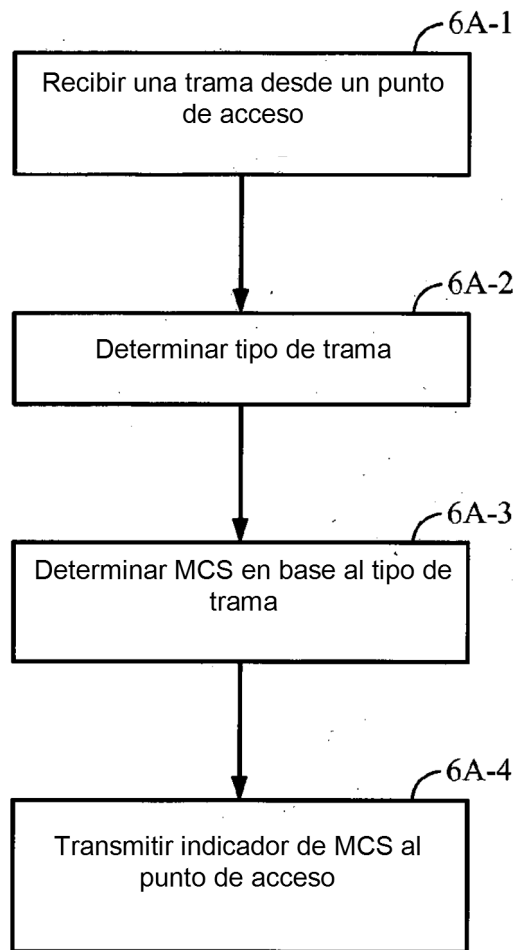 6A-1
Recibir una trama desde un punto
de acceso
6A-2
Determinar tipo de trama
6A-3
Determinar MCS en base al tipo de
trama
6A-4
Transmitir indicador de MCS al
punto de acceso